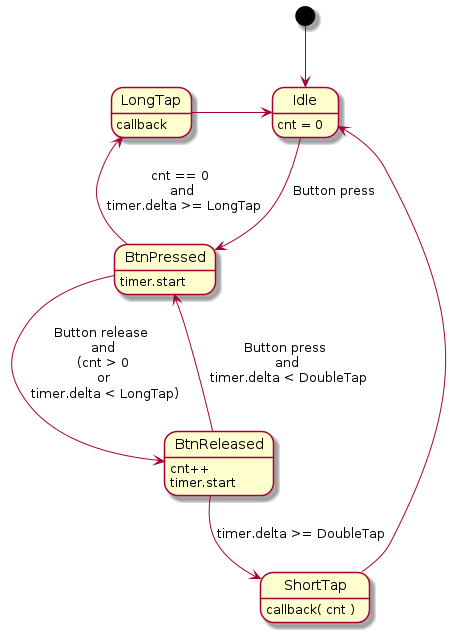 LongTap
callback
Idle
cnt = 0
cnt == 0
and
timer.delta >= LongTap
Button press
BtnPressed
timer.start
Button release
and
(cnt > 0
or
timer.delta < LongTap)
Button press
and
timer.delta < DoubleTap
BtnReleased
cnt++
timer.start
timer.delta >= DoubleTap
ShortTap
callback( cnt )